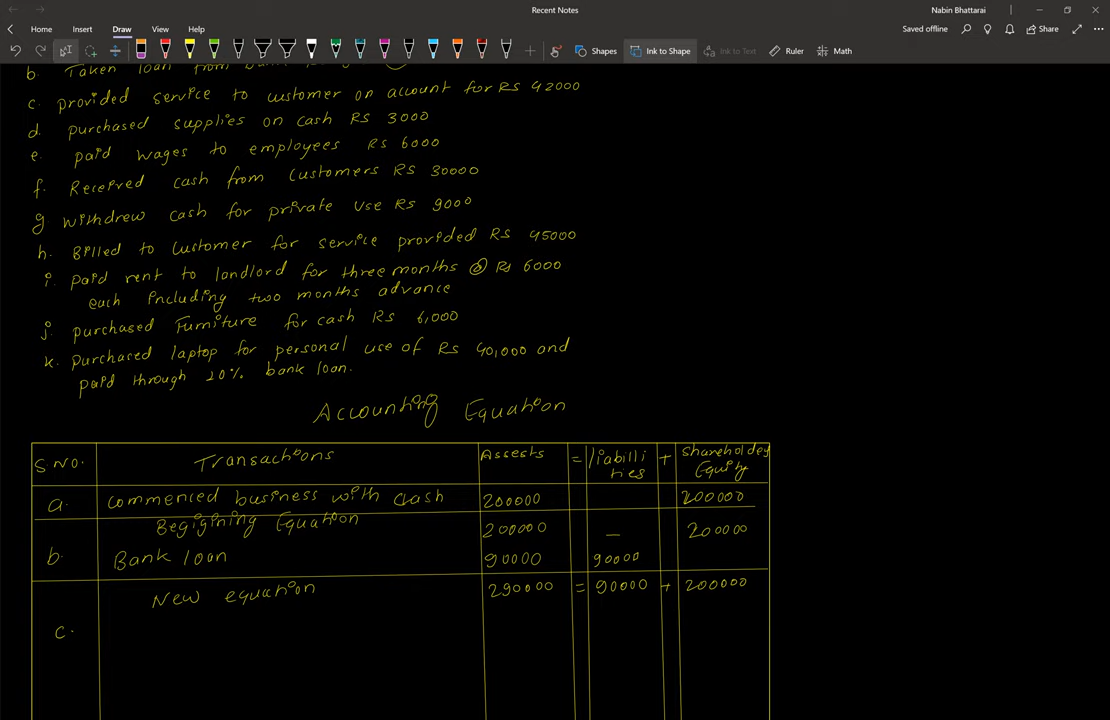 Recent Notes
Nabin Bhattarai
Home Insert Draw View Help
Saved offline
Share
Shapes Ink to Shape Ink to Text Ruler Math
b. Taken loan from bank
c. provided service to customer on account for RS 42000
d. purchased supplies on cash RS 3000
e. paid wages to employees Rs 6000
f. Received cash from customers RS 30000
g. withdrew cash for private use RS 9000
h. Billed to customer for service provided RS 45000
i. paid rent to landlord for three months @ Rs 6000
each including two months advance
j. purchased Furniture for cash RS 6,000
k. purchased laptop for personal use of Rs 40,000 and
paid through 20% bank loan.
Accounting Equation
S.NO. Transactions Assests = liabilli + shareholder
ties Equity
a. commenced business with cash 200000 200000
Begigining Equation 200000 — 200000
b. Bank loan 90000 90000
New equation 290000 = 90000 + 200000
c.